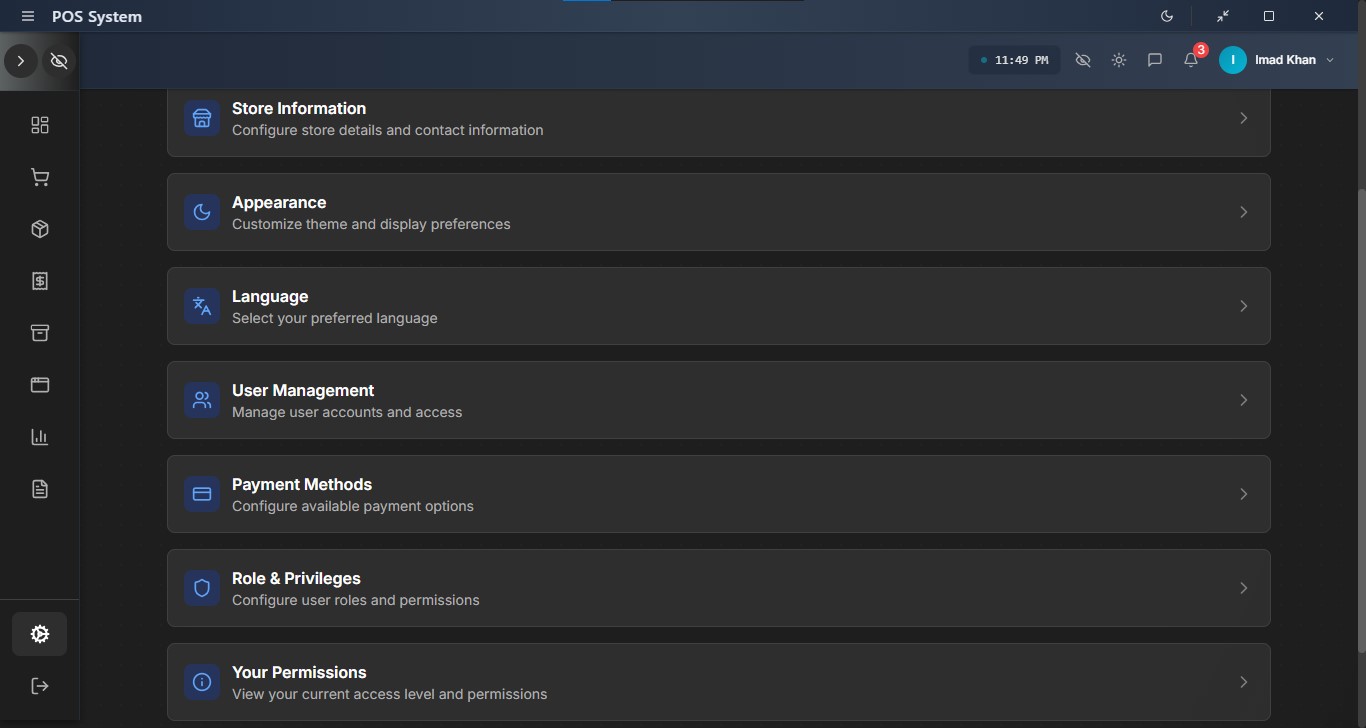 POS System
11:49 PM
3
I
Imad Khan
Store Information
Configure store details and contact information
Appearance
Customize theme and display preferences
Language
Select your preferred language
User Management
Manage user accounts and access
Payment Methods
Configure available payment options
Role & Privileges
Configure user roles and permissions
Your Permissions
View your current access level and permissions